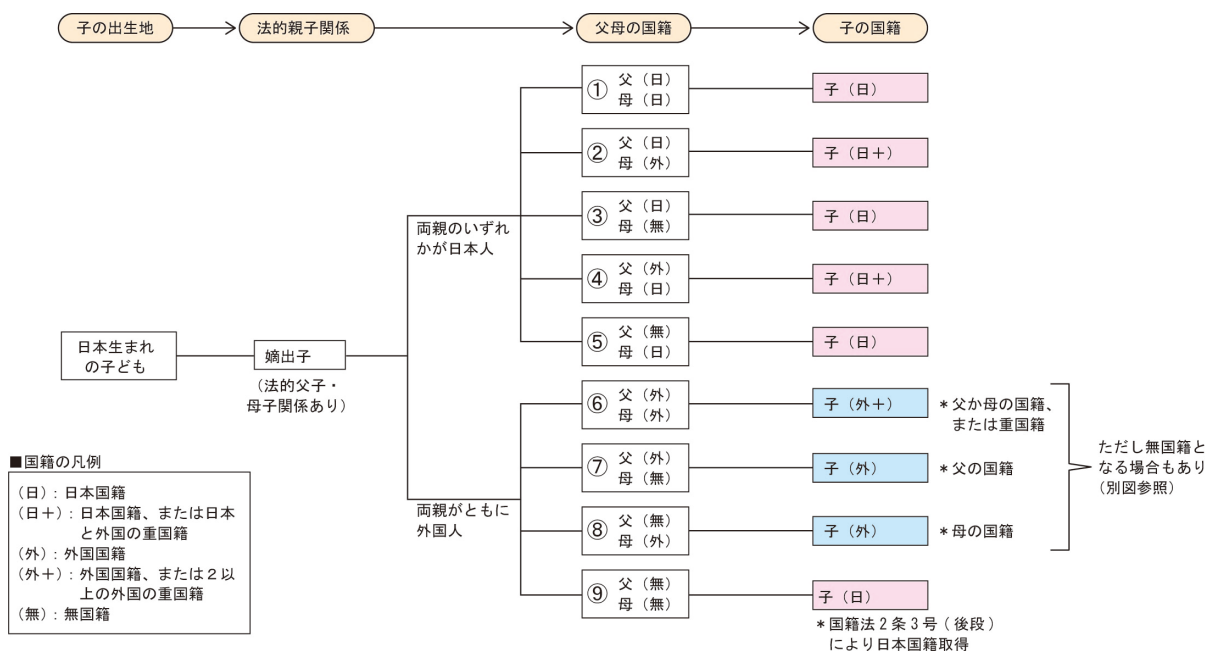 子の出生地
法的親子関係
父母の国籍
子の国籍
① 父（日）
母（日）
子（日）
② 父（日）
母（外）
子（日＋）
③ 父（日）
母（無）
子（日）
両親のいずれ
かが日本人
④ 父（外）
母（日）
子（日＋）
⑤ 父（無）
母（日）
子（日）
日本生まれ
の子ども
嫡出子
（法的父子・
母子関係あり）
⑥ 父（外）
母（外）
子（外＋）
＊父か母の国籍、
または重国籍
⑦ 父（外）
母（無）
子（外）
＊父の国籍
ただし無国籍と
なる場合もあり
（別図参照）
両親がともに
外国人
⑧ 父（無）
母（外）
子（外）
＊母の国籍
⑨ 父（無）
母（無）
子（日）
＊国籍法２条３号（後段）
により日本国籍取得
■国籍の凡例
（日）：日本国籍
（日＋）：日本国籍、または日本
と外国の重国籍
（外）：外国国籍
（外＋）：外国国籍、または２以
上の外国の重国籍
（無）：無国籍